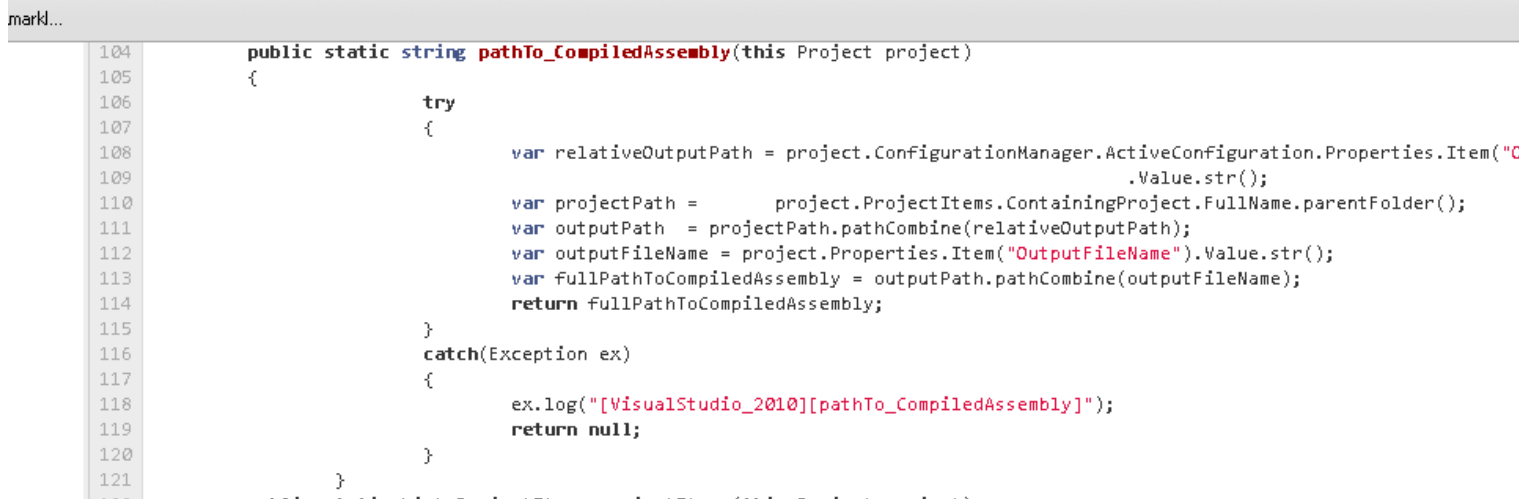 markl...
104 public static string pathTo_CompiledAssembly(this Project project)
105 {
106 try
107 {
108 var relativeOutputPath = project.ConfigurationManager.ActiveConfiguration.Properties.Item("O
109 .Value.str();
110 var projectPath = project.ProjectItems.ContainingProject.FullName.parentFolder();
111 var outputPath = projectPath.pathCombine(relativeOutputPath);
112 var outputFileName = project.Properties.Item("OutputFileName").Value.str();
113 var fullPathToCompiledAssembly = outputPath.pathCombine(outputFileName);
114 return fullPathToCompiledAssembly;
115 }
116 catch(Exception ex)
117 {
118 ex.log("[VisualStudio_2010][pathTo_CompiledAssembly]");
119 return null;
120 }
121 }